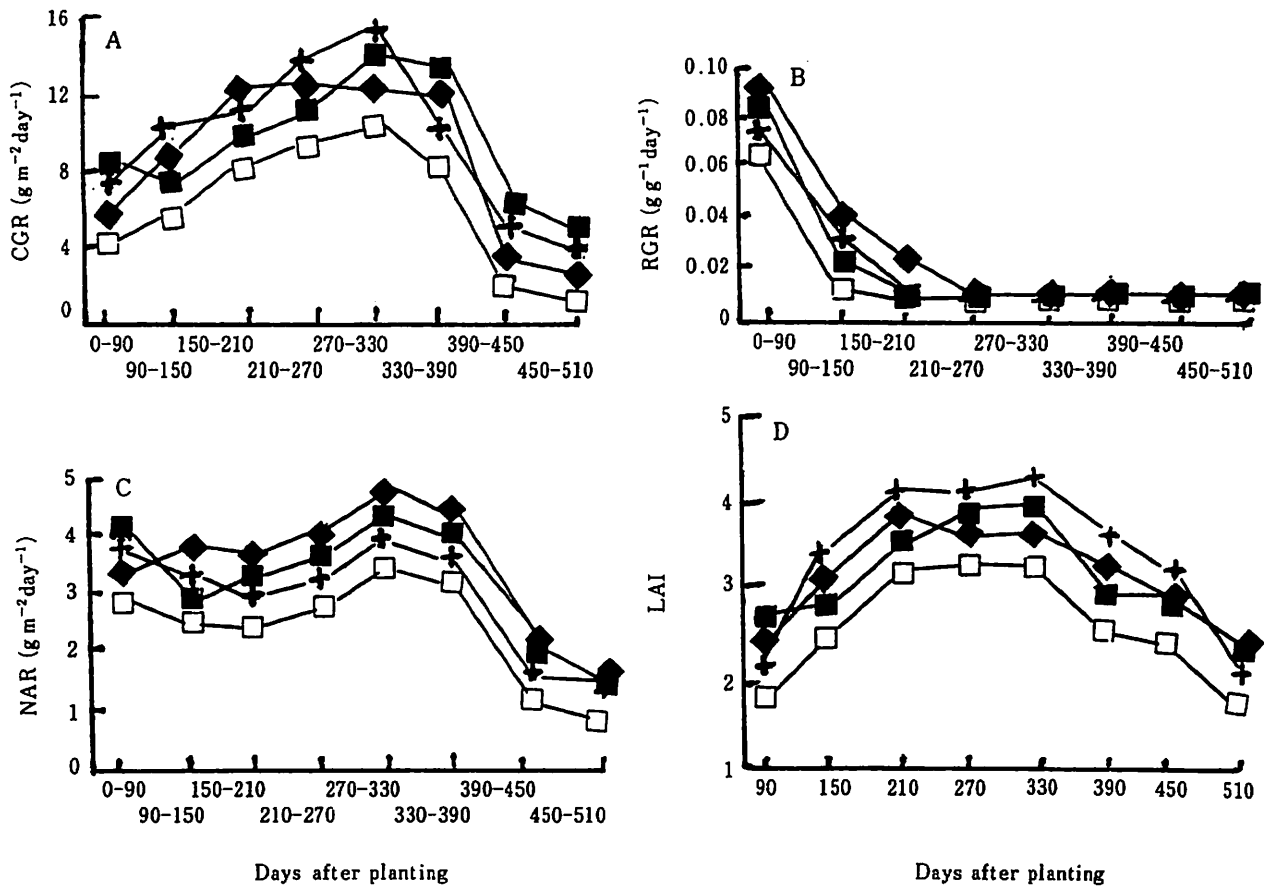 A
CGR (g m⁻² day⁻¹)
16
12
8
4
0
0-90 150-210 270-330 390-450
90-150 210-270 330-390 450-510
B
RGR (g g⁻¹ day⁻¹)
0.10
0.08
0.06
0.04
0.02
0
0-90 150-210 270-330 390-450
90-150 210-270 330-390 450-510
C
NAR (g m⁻² day⁻¹)
5
4
3
2
1
0
0-90 150-210 270-330 390-450
90-150 210-270 330-390 450-510
Days after planting
D
LAI
5
4
3
2
1
90 150 210 270 330 390 450 510
Days after planting